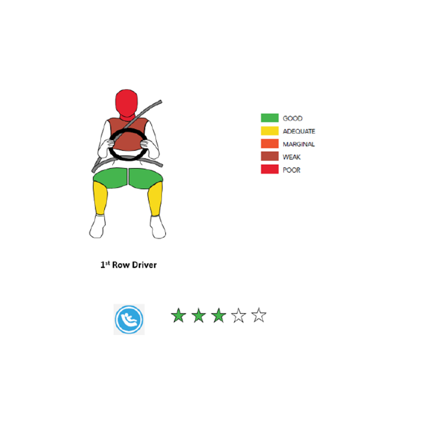 GOOD
ADEQUATE
MARGINAL
WEAK
POOR
1st Row Driver